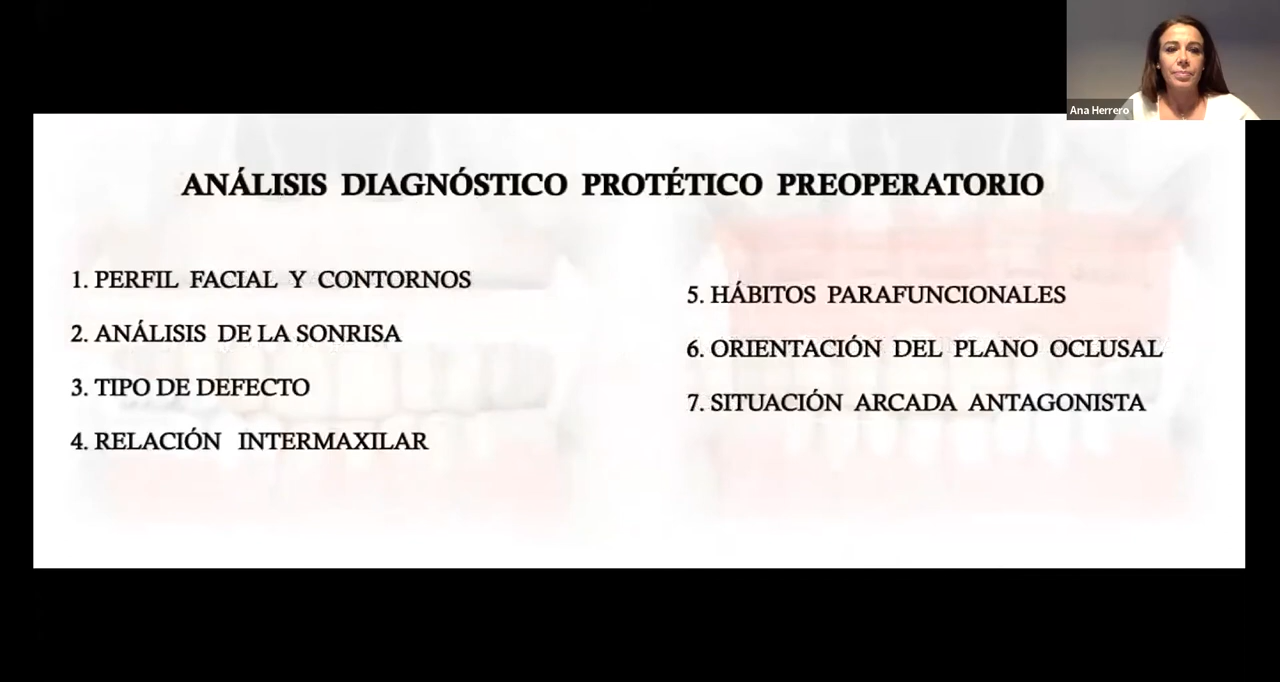 Ana Herrero
ANÁLISIS DIAGNÓSTICO PROTÉTICO PREOPERATORIO
1. PERFIL FACIAL Y CONTORNOS
2. ANÁLISIS DE LA SONRISA
3. TIPO DE DEFECTO
4. RELACIÓN INTERMAXILAR
5. HÁBITOS PARAFUNCIONALES
6. ORIENTACIÓN DEL PLANO OCLUSAL
7. SITUACIÓN ARCADA ANTAGONISTA